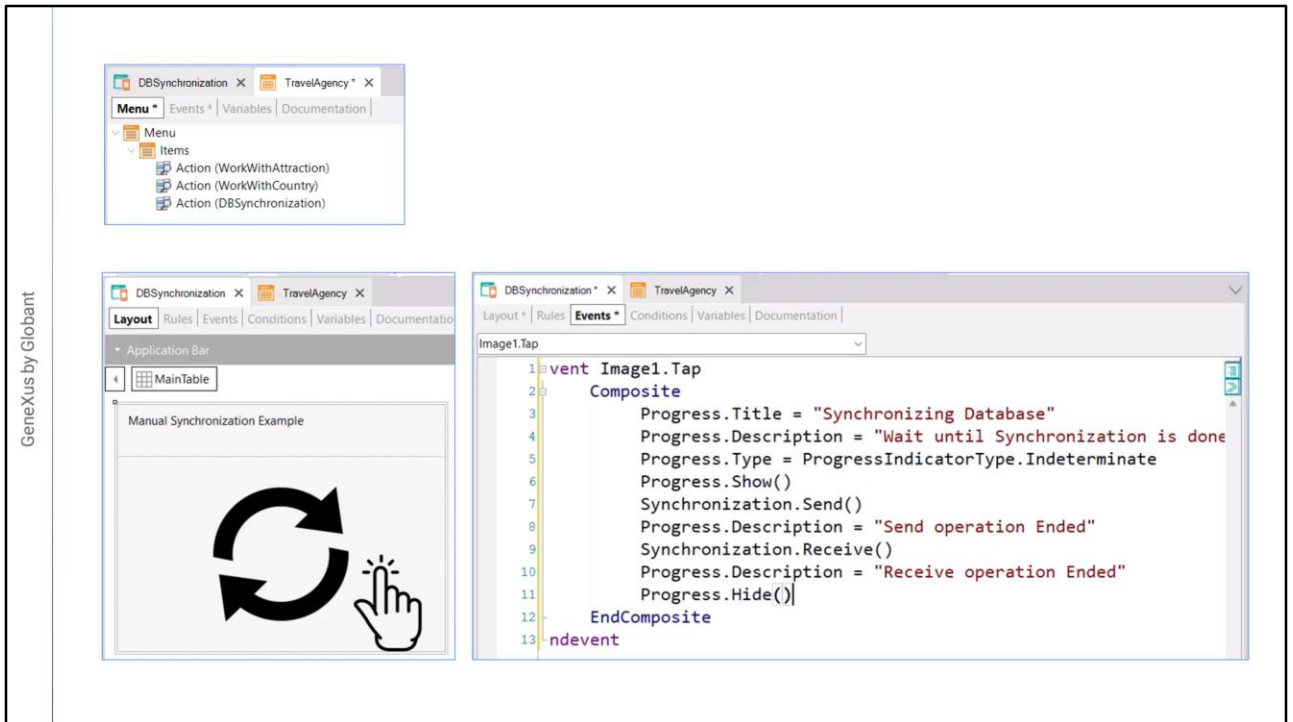 GeneXus by Globant
DBSynchronization TravelAgency *
Menu * Events * Variables Documentation
Menu
Items
Action (WorkWithAttraction)
Action (WorkWithCountry)
Action (DBSynchronization)
DBSynchronization TravelAgency
Layout Rules Events Conditions Variables Documentatio
Application Bar
MainTable
Manual Synchronization Example
DBSynchronization * TravelAgency
Layout * Rules Events * Conditions Variables Documentation
Image1.Tap
1 vent Image1.Tap
2 Composite
3 Progress.Title = "Synchronizing Database"
4 Progress.Description = "Wait until Synchronization is done
5 Progress.Type = ProgressIndicatorType.Indeterminate
6 Progress.Show()
7 Synchronization.Send()
8 Progress.Description = "Send operation Ended"
9 Synchronization.Receive()
10 Progress.Description = "Receive operation Ended"
11 Progress.Hide()
12 EndComposite
13 ndevent